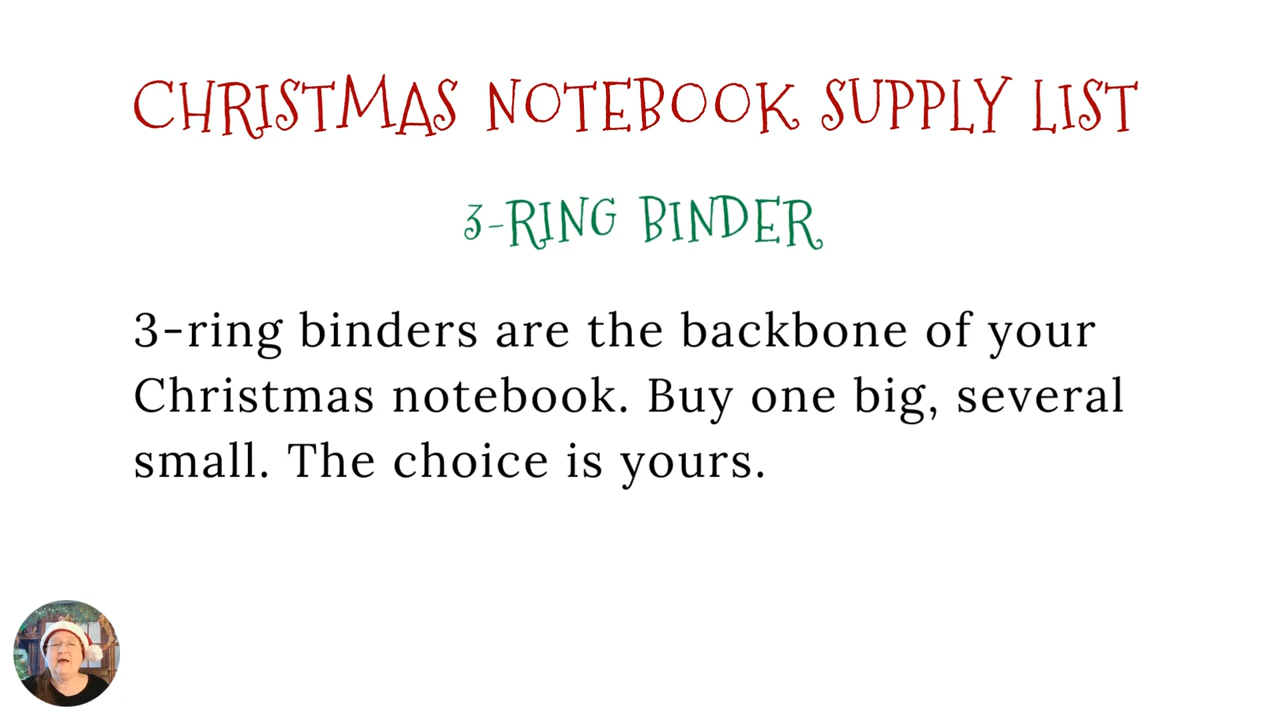 CHRISTMAS NOTEBOOK SUPPLY LIST
3-RING BINDER
3-ring binders are the backbone of your
Christmas notebook. Buy one big, several
small. The choice is yours.